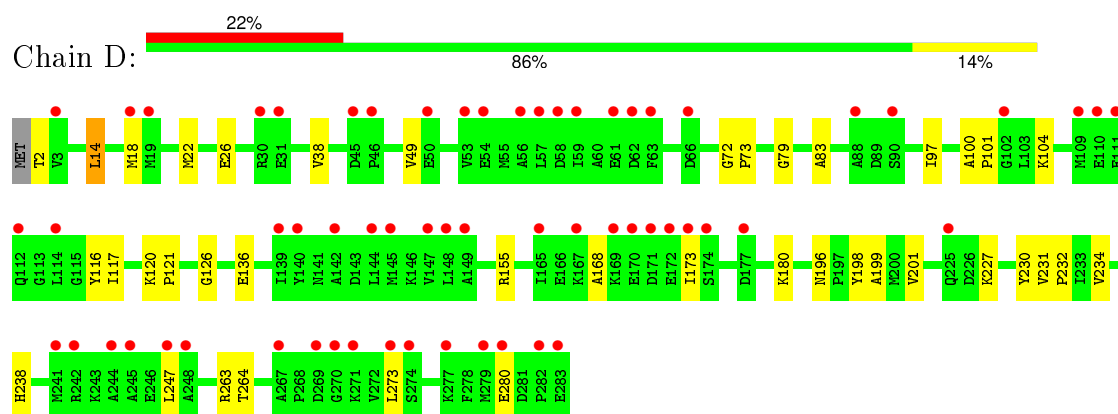 22%
Chain D:
86% 14%
MET T2 V3 L14 M18 M19 M22 E26 R30 E31 V38 D45 P46 V49 E50 V53 E54 M55 A56 L57 D58 I59 A60 E61 D62 F63 D66 G72 P73 G79 A83 A88 D89 S90 I97 A100 P101 G102 L103 K104 M109 E110
Q112 G113 L114 G115 Y116 I117 K120 P121 G126 E136 I139 Y140 N141 A142 D143 L144 M145 K146 V147 L148 A149 R155 I165 E166 K167 A168 K169 E170 D171 E172 I173 S174 D177 K180 N196 P197 Y198 A199 M200 V201 Q225 D226 K227 Y230 V231 P232 I233 V234
H238 M241 R242 K243 A244 A245 E246 L247 A248 R263 T264 A267 P268 D269 G270 K271 V272 L273 S274 K277 F278 M279 E280 D281 P282 E283